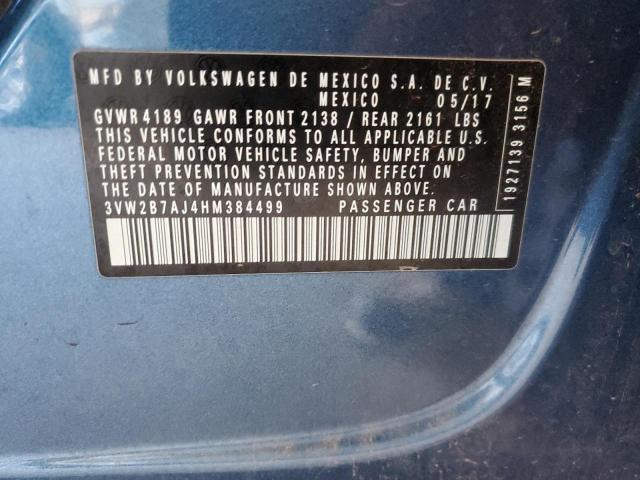 MFD BY VOLKSWAGEN DE MEXICO S.A. DE C.V.
MEXICO 05/17
GVWR 4189 GAWR FRONT 2138 / REAR 2161 LBS
THIS VEHICLE CONFORMS TO ALL APPLICABLE U.S.
FEDERAL MOTOR VEHICLE SAFETY, BUMPER AND
THEFT PREVENTION STANDARDS IN EFFECT ON
THE DATE OF MANUFACTURE SHOWN ABOVE.
3VW2B7AJ4HM384499 PASSENGER CAR
1927139 3156 M